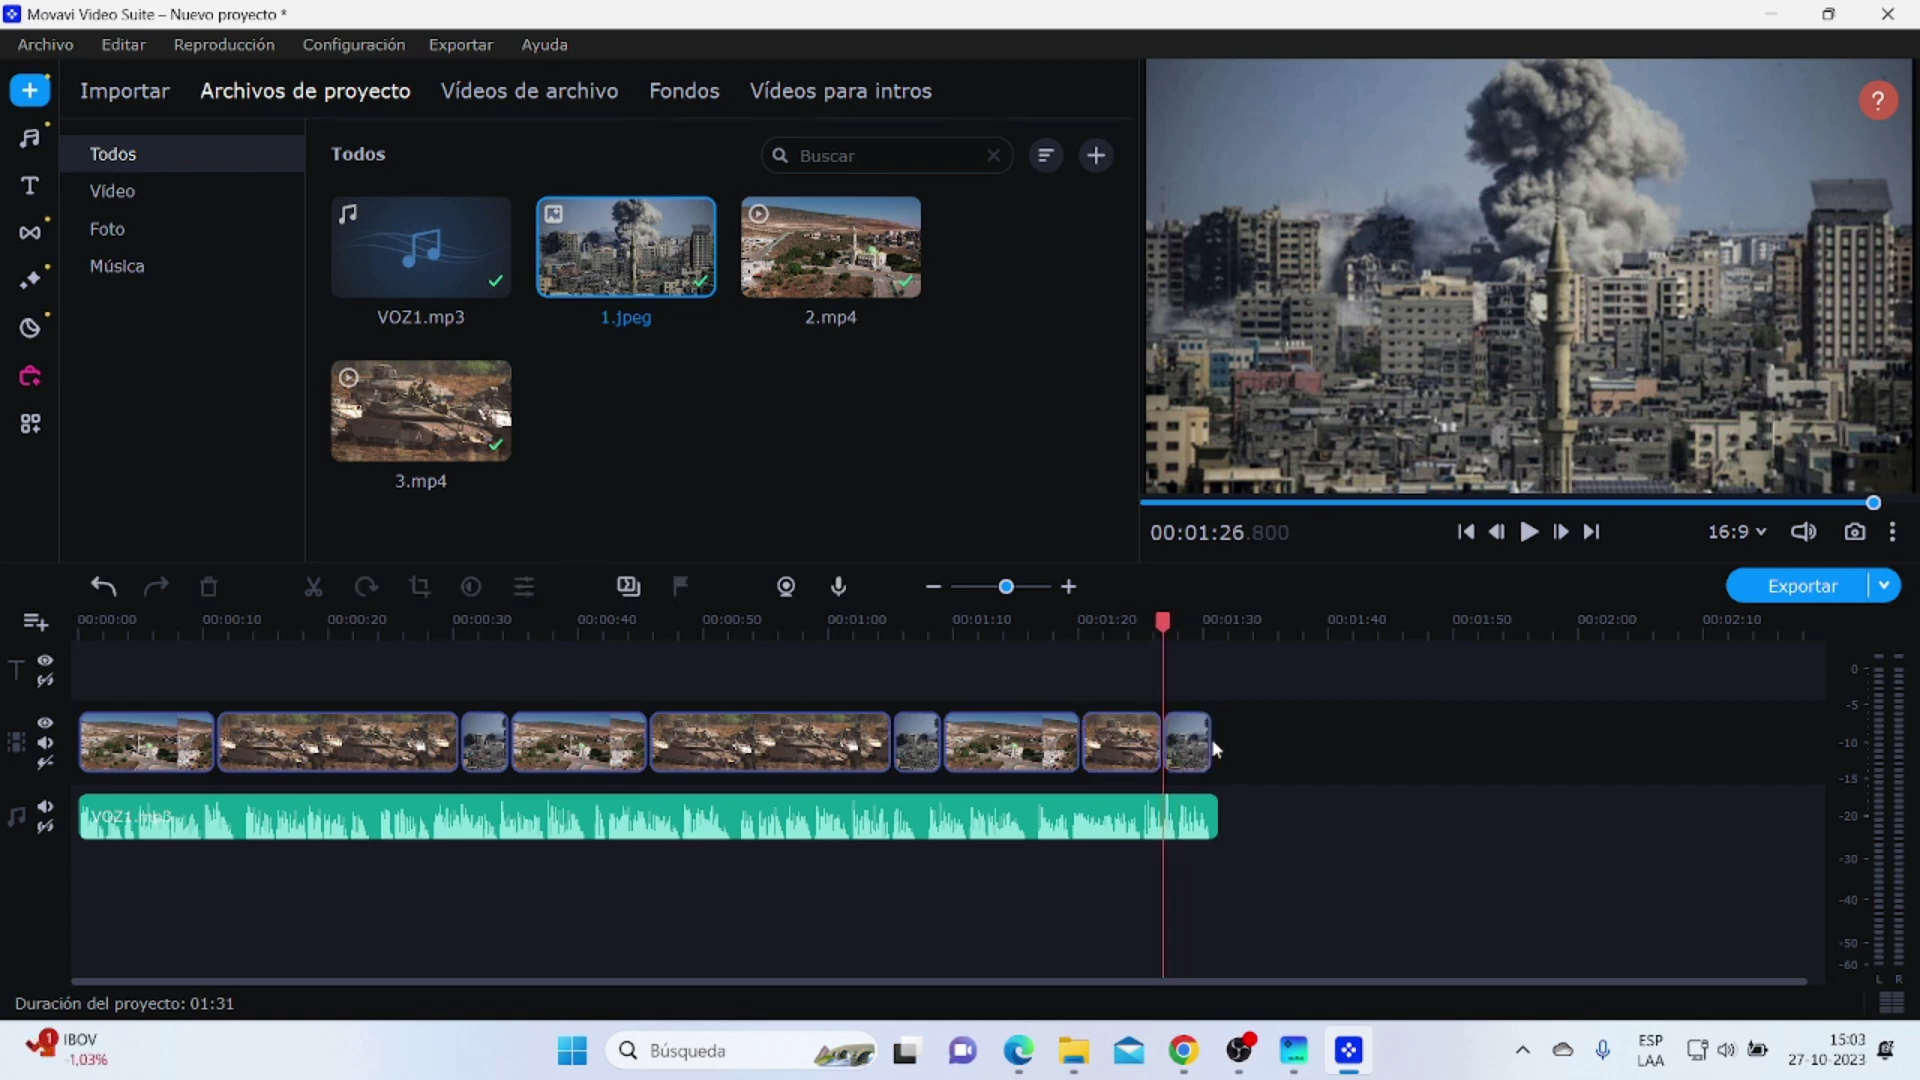 Movavi Video Suite – Nuevo proyecto *
Archivo Editar Reproducción Configuración Exportar Ayuda
Importar Archivos de proyecto Vídeos de archivo Fondos Vídeos para intros
?
Todos
Vídeo
Foto
Música
Todos
Buscar
VOZ1.mp3 1.jpeg 2.mp4
3.mp4
00:01:26.800
16:9
Exportar
00:00:00 00:00:10 00:00:20 00:00:30 00:00:40 00:00:50 00:01:00 00:01:10 00:01:20 00:01:30 00:01:40 00:01:50 00:02:00 00:02:10
VOZ1.mp3
0
-5
-10
-15
-20
-30
-40
-50
-60
L R
Duración del proyecto: 01:31
1
IBOV
-1,03%
Búsqueda
ESP
LAA
15:03
27-10-2023